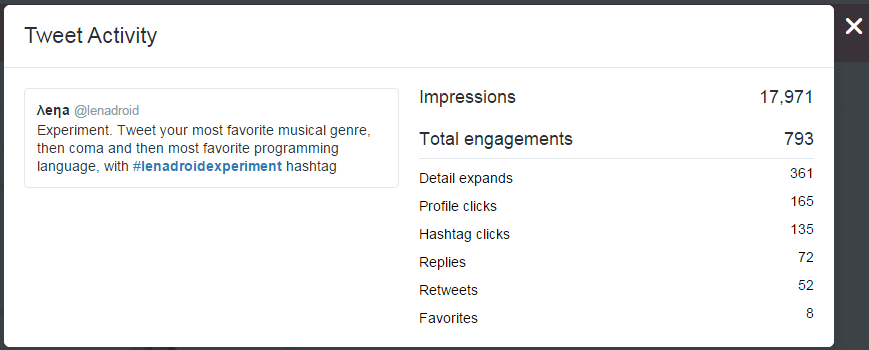 Tweet Activity
λeηa @lenadroid
Experiment. Tweet your most favorite musical genre,
then coma and then most favorite programming
language, with #lenadroidexperiment hashtag
Impressions 17,971
Total engagements 793
Detail expands 361
Profile clicks 165
Hashtag clicks 135
Replies 72
Retweets 52
Favorites 8